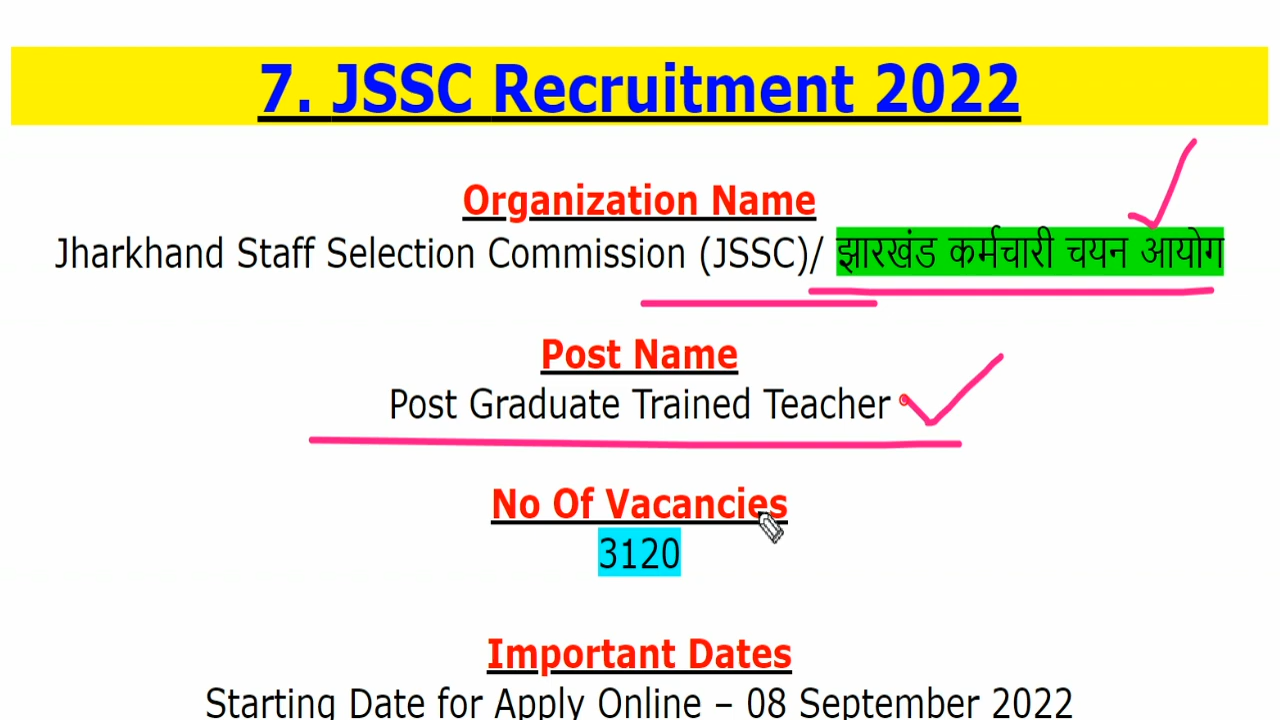 7. JSSC Recruitment 2022
Organization Name
Jharkhand Staff Selection Commission (JSSC)/ झारखंड कर्मचारी चयन आयोग
Post Name
Post Graduate Trained Teacher
No Of Vacancies
3120
Important Dates
Starting Date for Apply Online – 08 September 2022